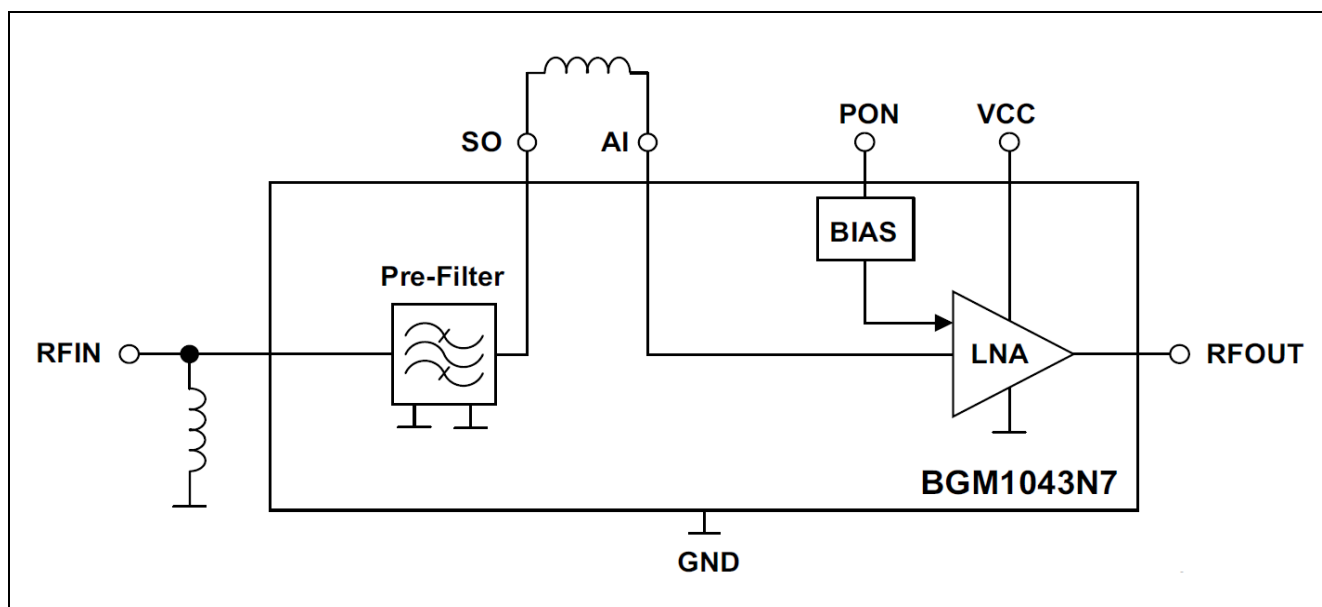 SO
AI
PON
VCC
BIAS
Pre-Filter
RFIN
LNA
RFOUT
BGM1043N7
GND